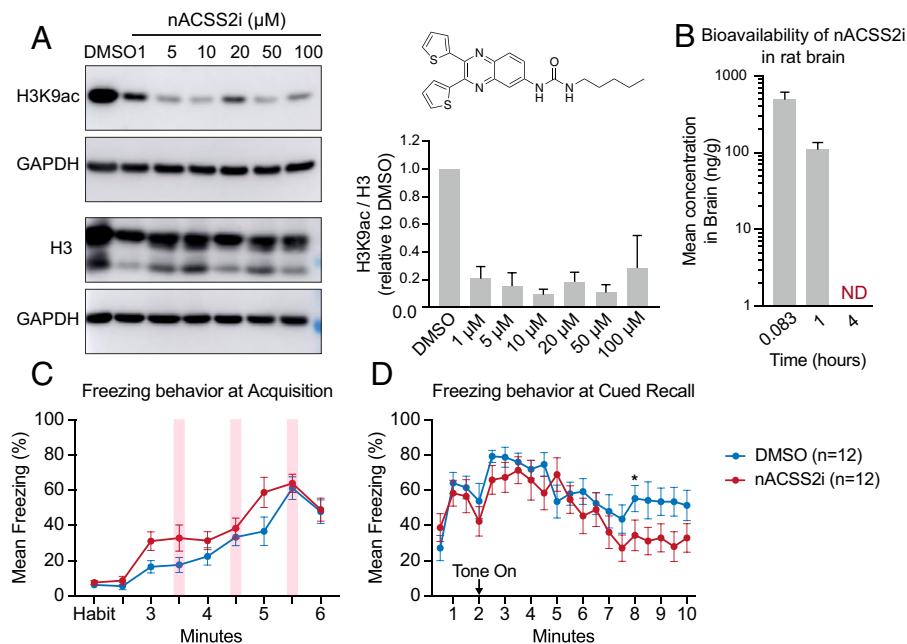 A
nACSS2i (µM)
DMSO1 5 10 20 50 100
H3K9ac
GAPDH
H3
GAPDH
S
S
N
N
N
H
O
N
H
H3K9ac / H3
(relative to DMSO)
1.2
1.0
0.8
0.6
0.4
0.2
0.0
DMSO
1 µM
5 µM
10 µM
20 µM
50 µM
100 µM
B
Bioavailability of nACSS2i
in rat brain
Mean concentration
in Brain (ng/g)
1000
100
10
1
ND
0.083
1
4
Time (hours)
C
Freezing behavior at Acquisition
Mean Freezing (%)
100
80
60
40
20
0
Habit 3 4 5 6
Minutes
D
Freezing behavior at Cued Recall
Mean Freezing (%)
100
80
60
40
20
0
*
Tone On
1 2 3 4 5 6 7 8 9 10
Minutes
DMSO (n=12)
nACSS2i (n=12)